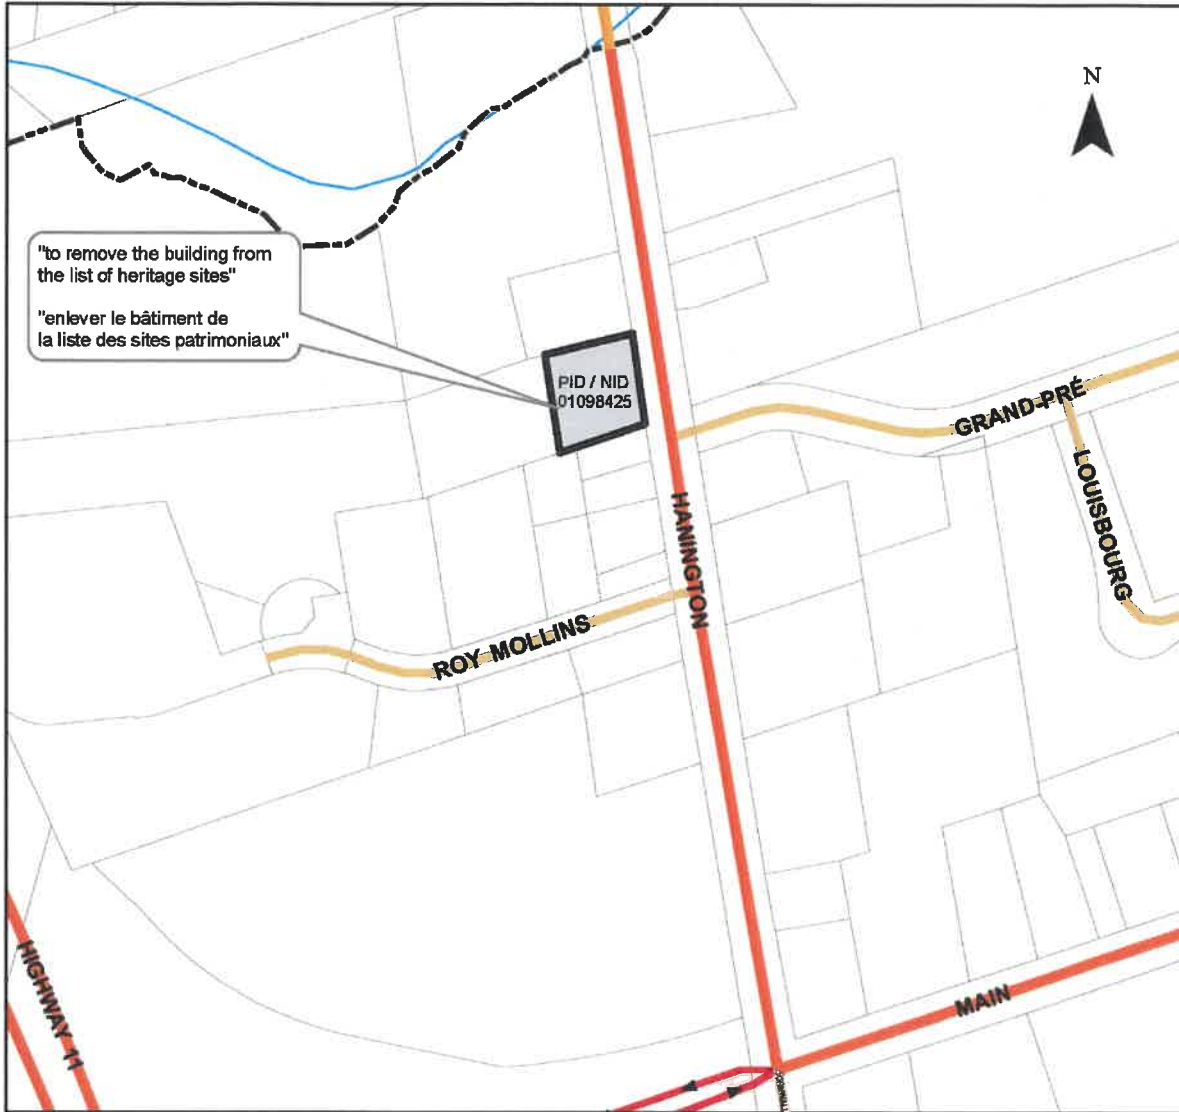 N
"to remove the building from
the list of heritage sites"
"enlever le bâtiment de
la liste des sites patrimoniaux"
PID / NID
01098425
GRAND-PRÉ
LOUISBOURG
HANINGTON
ROY MOLLINS
HIGHWAY 11
MAIN